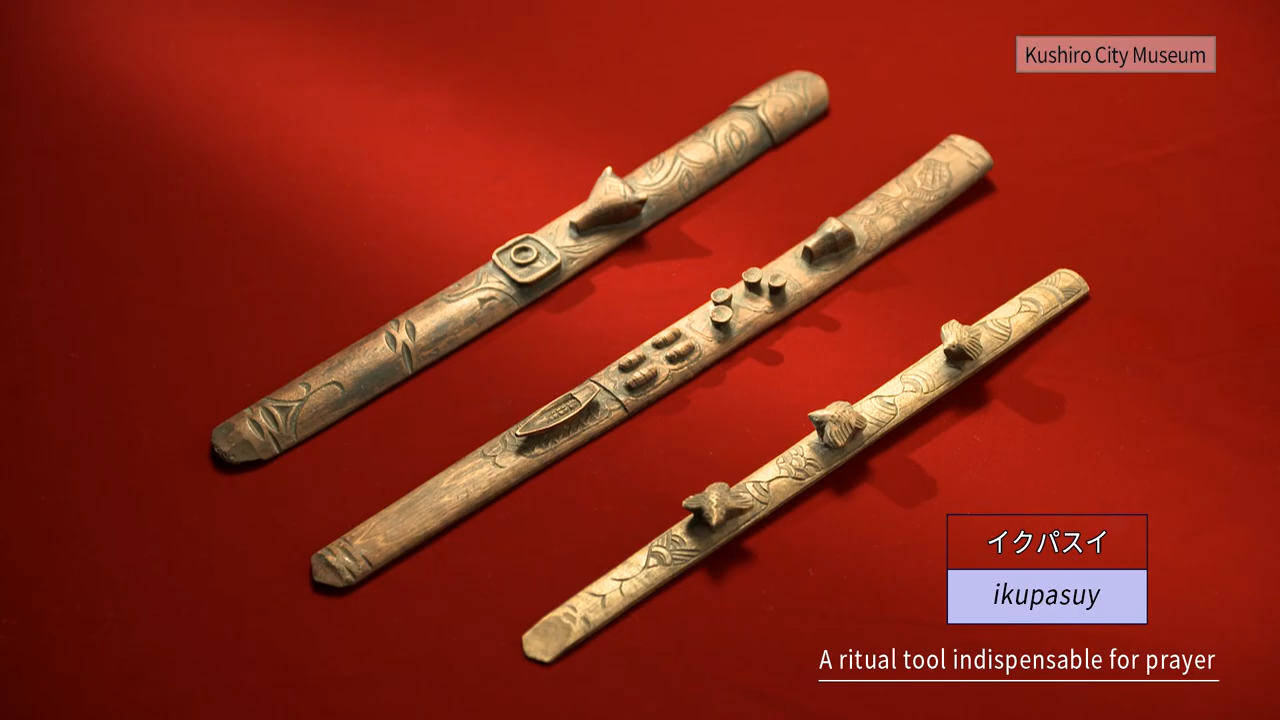 Kushiro City Museum
イクパスイ
ikupasuy
A ritual tool indispensable for prayer